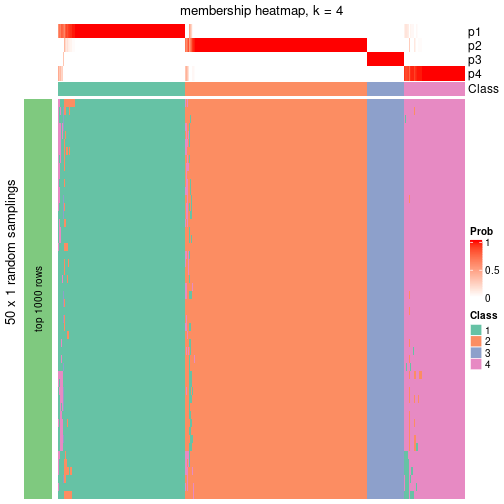 membership heatmap, k = 4
p1
p2
p3
p4
Class
50 x 1 random samplings
top 1000 rows
Prob
1
0.5
0
Class
1
2
3
4